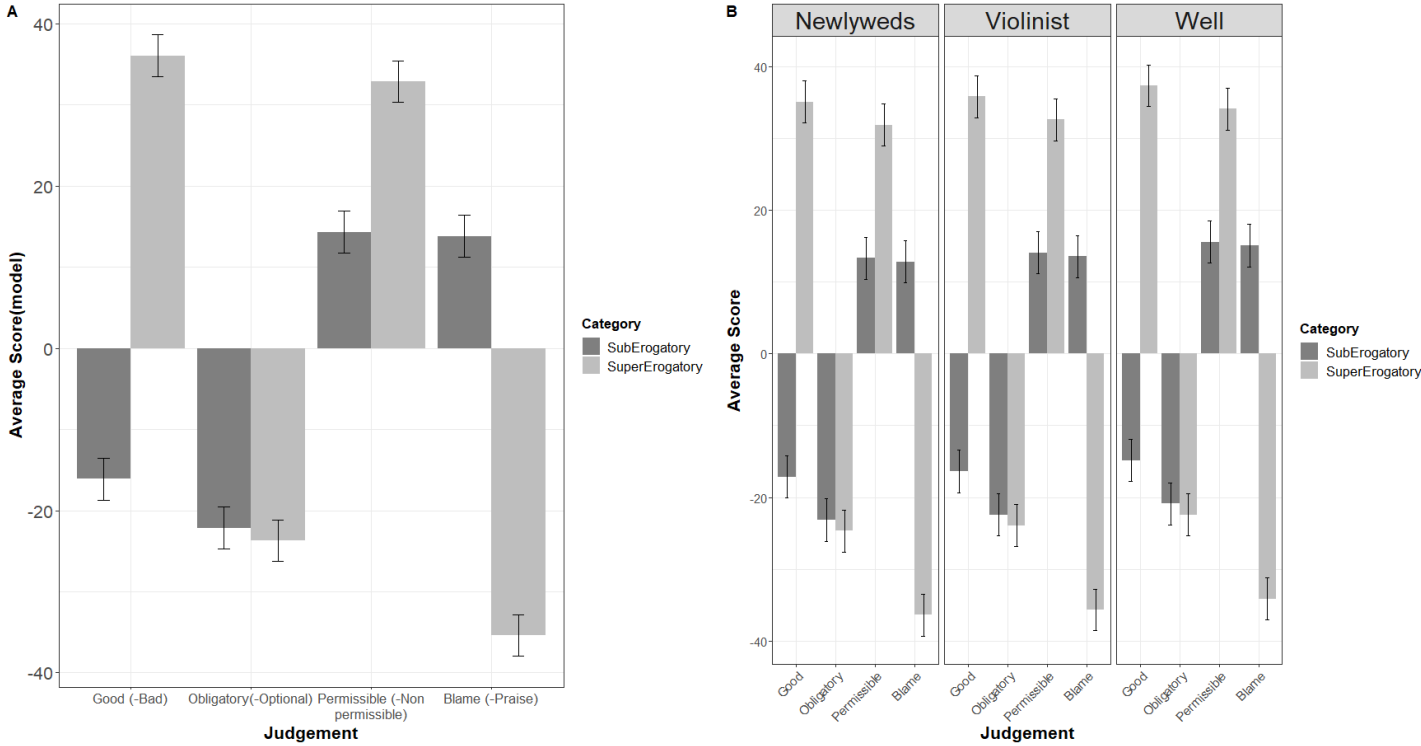 A
Average Score(model)
40
20
0
-20
-40
Good (-Bad)
Obligatory(-Optional)
Permissible (-Non
permissible)
Blame (-Praise)
Judgement
Category
SubErogatory
SuperErogatory
B
Newlyweds
Violinist
Well
Average Score
40
20
0
-20
-40
Good
Obligatory
Permissible
Blame
Good
Obligatory
Permissible
Blame
Good
Obligatory
Permissible
Blame
Judgement
Category
SubErogatory
SuperErogatory